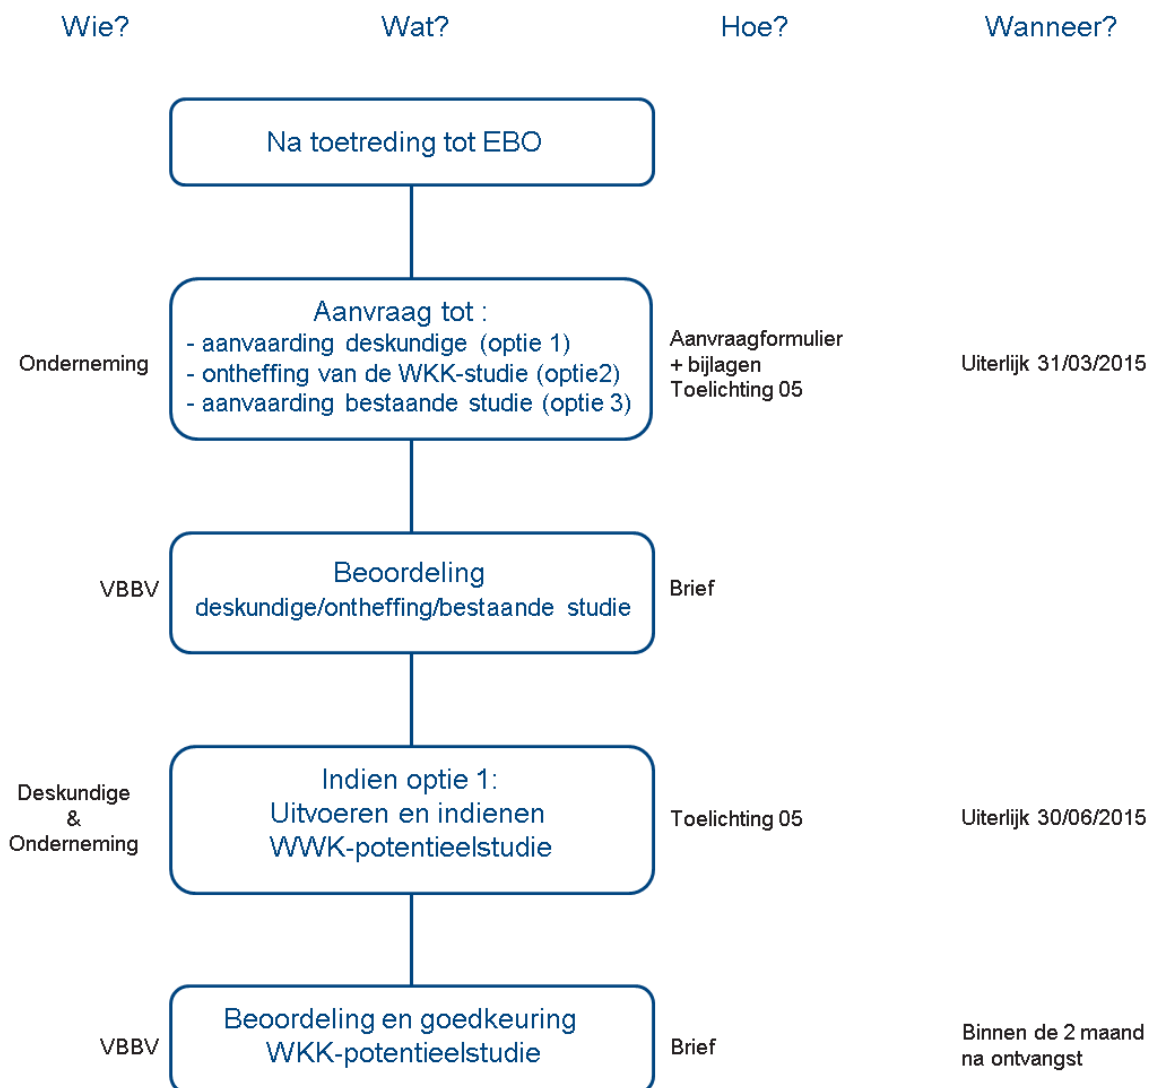 Wie? Wat? Hoe? Wanneer?
Na toetreding tot EBO
Onderneming
Aanvraag tot :
- aanvaarding deskundige (optie 1)
- ontheffing van de WKK-studie (optie2)
- aanvaarding bestaande studie (optie 3)
Aanvraagformulier
+ bijlagen
Toelichting 05
Uiterlijk 31/03/2015
VBBV
Beoordeling
deskundige/ontheffing/bestaande studie
Brief
Deskundige
&
Onderneming
Indien optie 1:
Uitvoeren en indienen
WWK-potentieelstudie
Toelichting 05
Uiterlijk 30/06/2015
VBBV
Beoordeling en goedkeuring
WKK-potentieelstudie
Brief
Binnen de 2 maand
na ontvangst